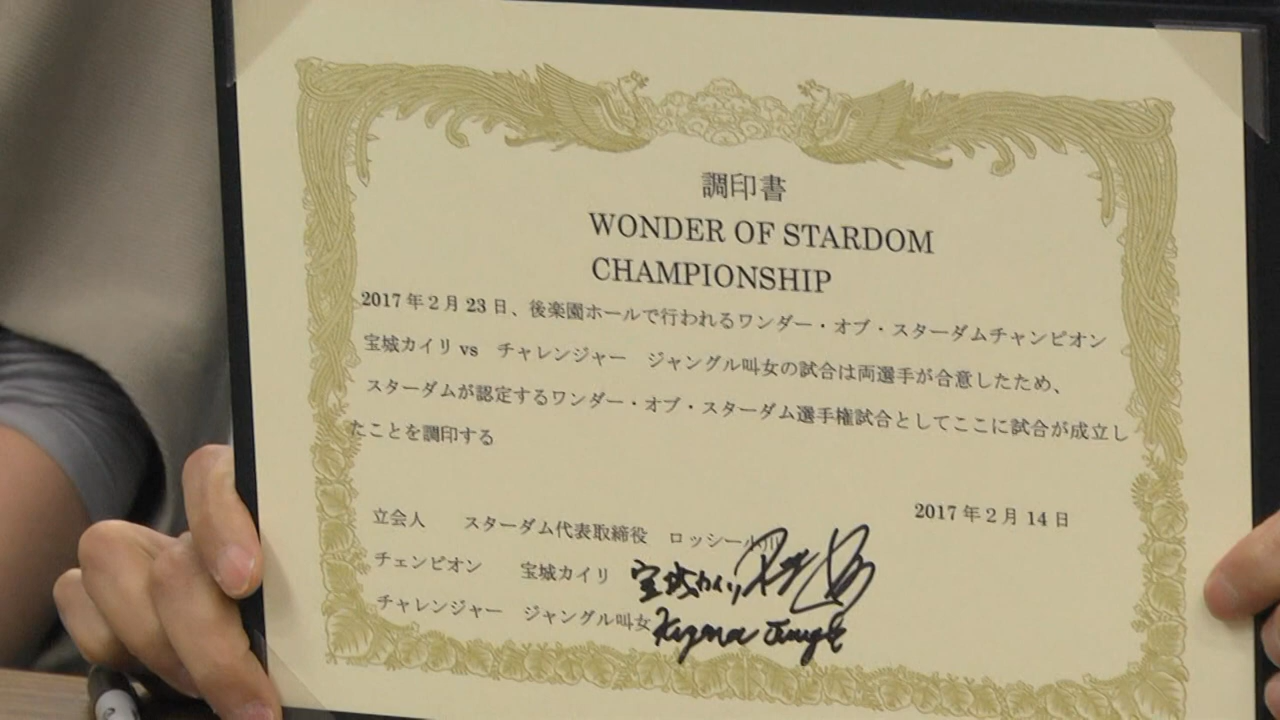 調印書
WONDER OF STARDOM
CHAMPIONSHIP
2017年2月23日、後楽園ホールで行われるワンダー・オブ・スターダムチャンピオン
宝城カイリ vs チャレンジャー ジャングル叫女の試合は両選手が合意したため、
スターダムが認定するワンダー・オブ・スターダム選手権試合としてここに試合が成立し
たことを調印する
2017年2月14日
立会人 スターダム代表取締役 ロッシー小川
チェンピオン 宝城カイリ 宝城カイリ
チャレンジャー ジャングル叫女 Kyona Jungle